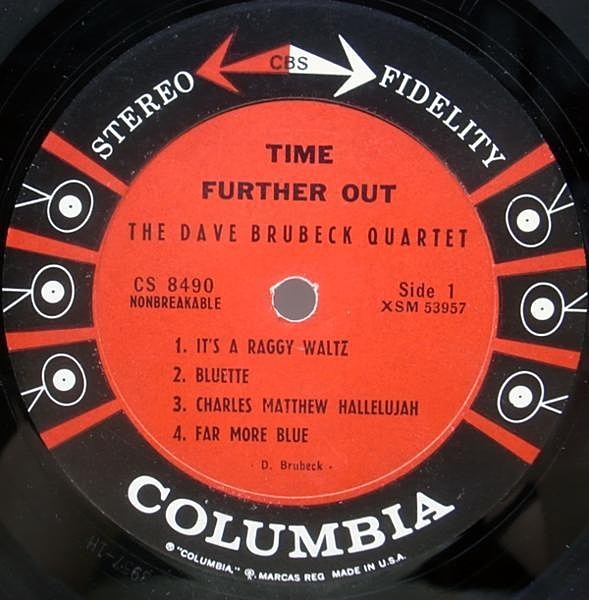 CBS
STEREO FIDELITY
TIME
FURTHER OUT
THE DAVE BRUBECK QUARTET
CS 8490
NONBREAKABLE
Side 1
XSM 53957
1. IT'S A RAGGY WALTZ
2. BLUETTE
3. CHARLES MATTHEW HALLELUJAH
4. FAR MORE BLUE
- D. Brubeck -
COLUMBIA
® "COLUMBIA," ®, MARCAS REG MADE IN U.S.A.